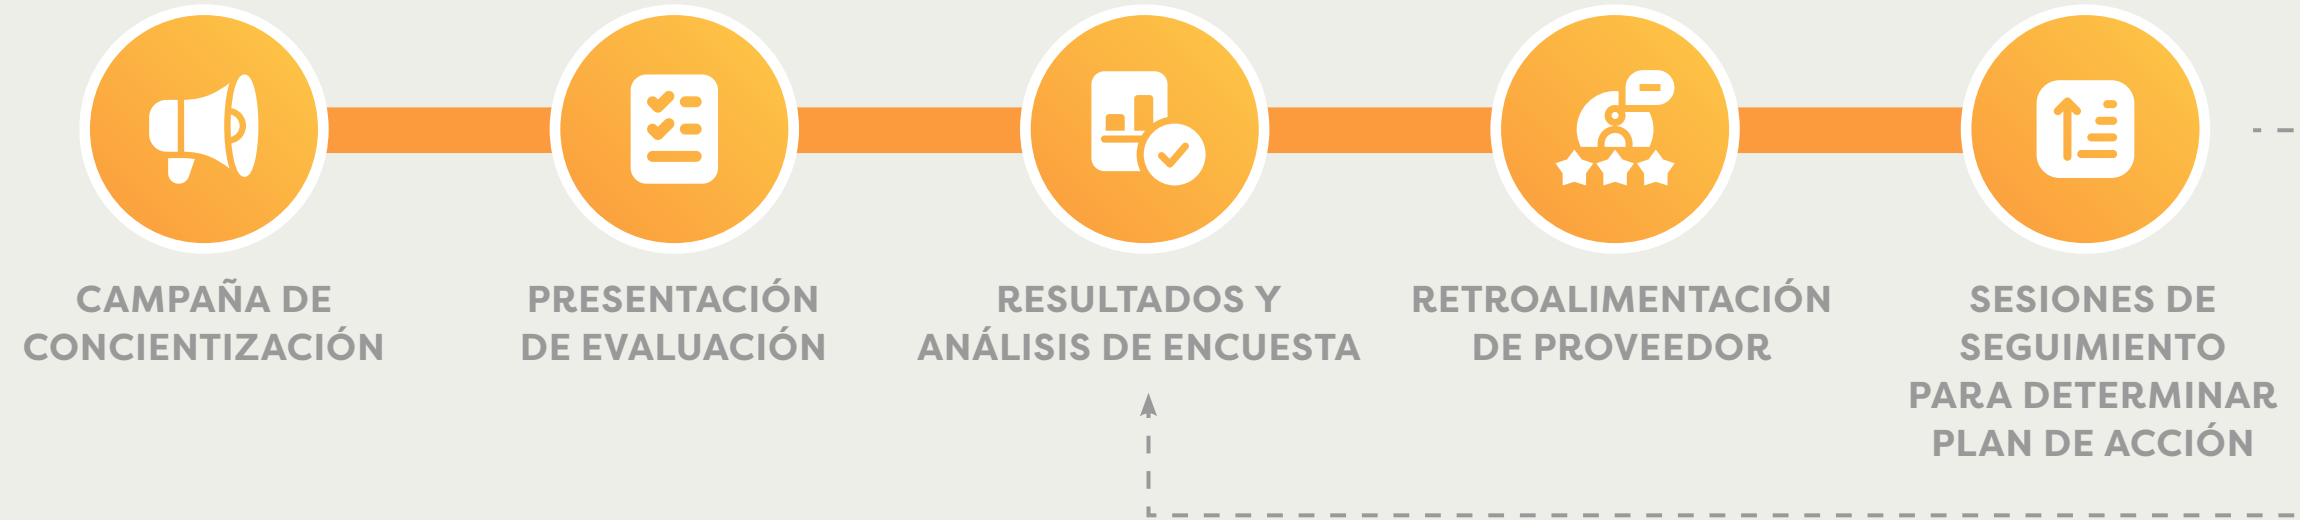 CAMPAÑA DE
CONCIENTIZACIÓN
PRESENTACIÓN
DE EVALUACIÓN
RESULTADOS Y
ANÁLISIS DE ENCUESTA
RETROALIMENTACIÓN
DE PROVEEDOR
SESIONES DE
SEGUIMIENTO
PARA DETERMINAR
PLAN DE ACCIÓN